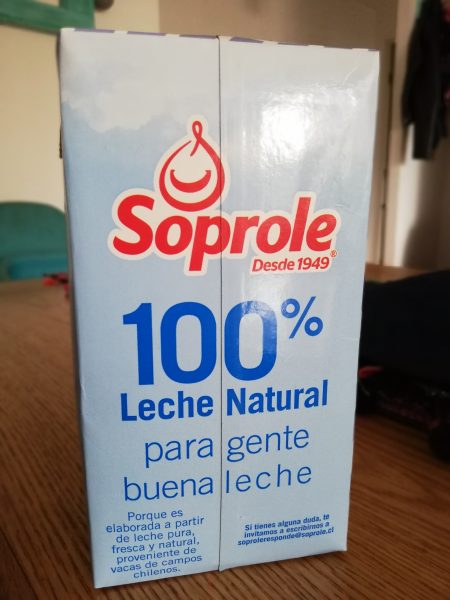 Soprole®
Desde 1949
100%
Leche Natural
para gente
buena leche
Porque es
elaborada a partir
de leche pura,
fresca y natural,
proveniente de
vacas de campos
chilenos.
Si tienes alguna duda, te
invitamos a escribirnos a
soproleresponde@soprole.cl